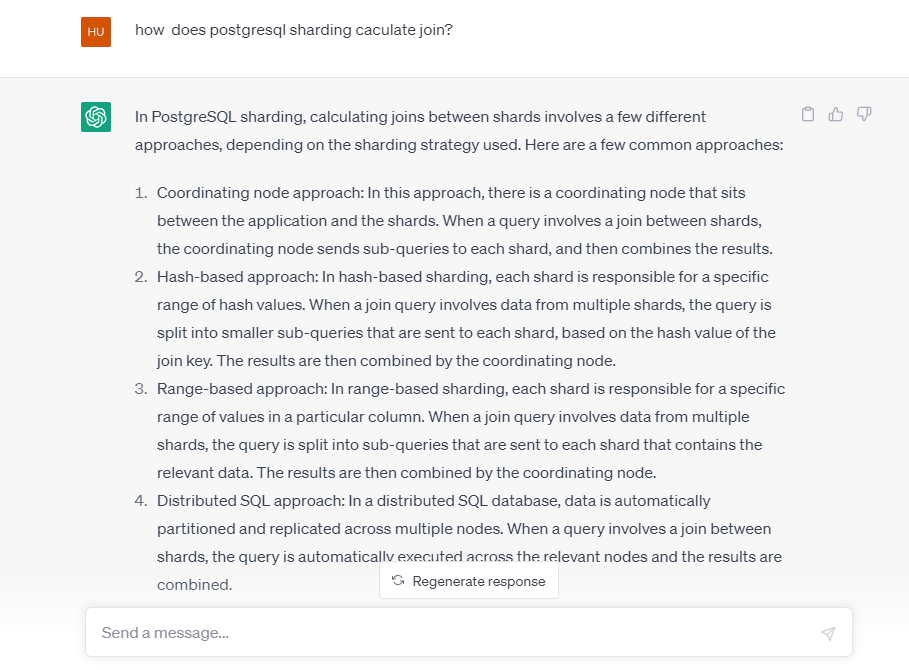 HU
how does postgresql sharding caculate join?
In PostgreSQL sharding, calculating joins between shards involves a few different
approaches, depending on the sharding strategy used. Here are a few common approaches:
1. Coordinating node approach: In this approach, there is a coordinating node that sits
between the application and the shards. When a query involves a join between shards,
the coordinating node sends sub-queries to each shard, and then combines the results.
2. Hash-based approach: In hash-based sharding, each shard is responsible for a specific
range of hash values. When a join query involves data from multiple shards, the query is
split into smaller sub-queries that are sent to each shard, based on the hash value of the
join key. The results are then combined by the coordinating node.
3. Range-based approach: In range-based sharding, each shard is responsible for a specific
range of values in a particular column. When a join query involves data from multiple
shards, the query is split into sub-queries that are sent to each shard that contains the
relevant data. The results are then combined by the coordinating node.
4. Distributed SQL approach: In a distributed SQL database, data is automatically
partitioned and replicated across multiple nodes. When a query involves a join between
shards, the query is automatically executed across the relevant nodes and the results are
combined.
Regenerate response
Send a message...